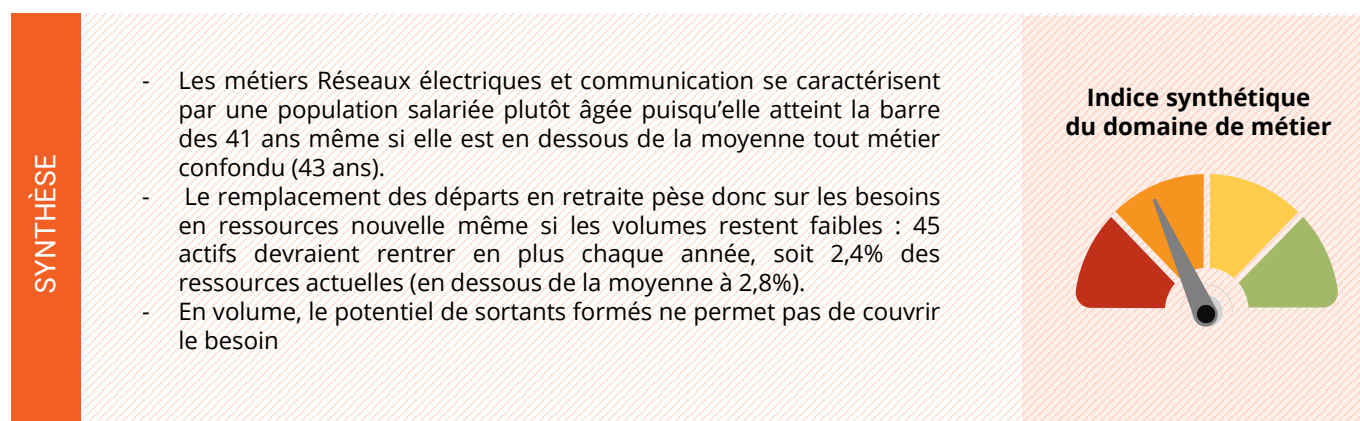 SYNTHÈSE
- Les métiers Réseaux électriques et communication se caractérisent
par une population salariée plutôt âgée puisqu'elle atteint la barre
des 41 ans même si elle est en dessous de la moyenne tout métier
confondu (43 ans).
- Le remplacement des départs en retraite pèse donc sur les besoins
en ressources nouvelle même si les volumes restent faibles : 45
actifs devraient rentrer en plus chaque année, soit 2,4% des
ressources actuelles (en dessous de la moyenne à 2,8%).
- En volume, le potentiel de sortants formés ne permet pas de couvrir
le besoin
Indice synthétique
du domaine de métier